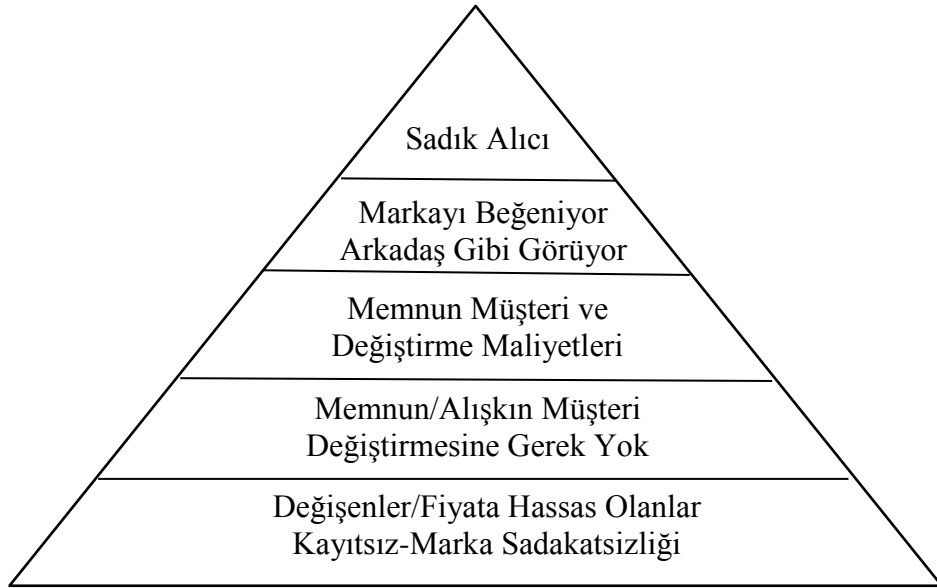 Sadık Alıcı
Markayı Beğeniyor
Arkadaş Gibi Görüyor
Memnun Müşteri ve
Değiştirme Maliyetleri
Memnun/Alışkın Müşteri
Değiştirmesine Gerek Yok
Değişenler/Fiyata Hassas Olanlar
Kayıtsız-Marka Sadakatsizliği